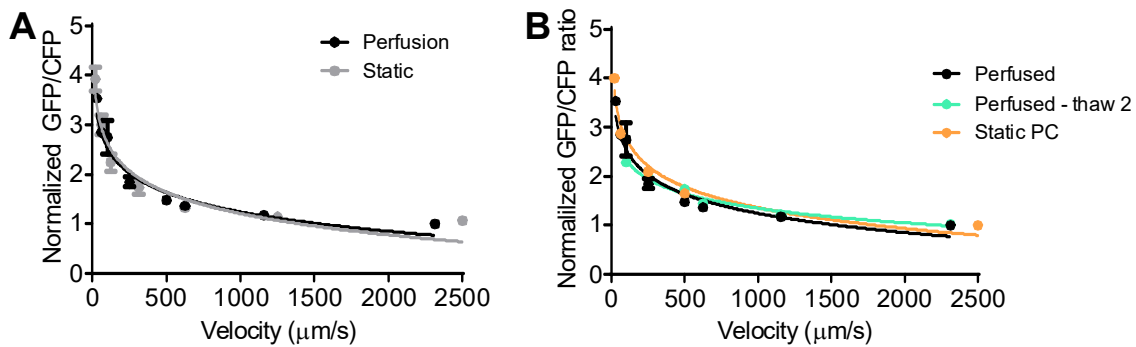 A
Normalized GFP/CFP
5
4
3
2
1
0
0 500 1000 1500 2000 2500
Velocity (μm/s)
Perfusion
Static
B
Normaliized GFP/CFP ratio
5
4
3
2
1
0
0 500 1000 1500 2000 2500
Velocity (μm/s)
Perfused
Perfused - thaw 2
Static PC